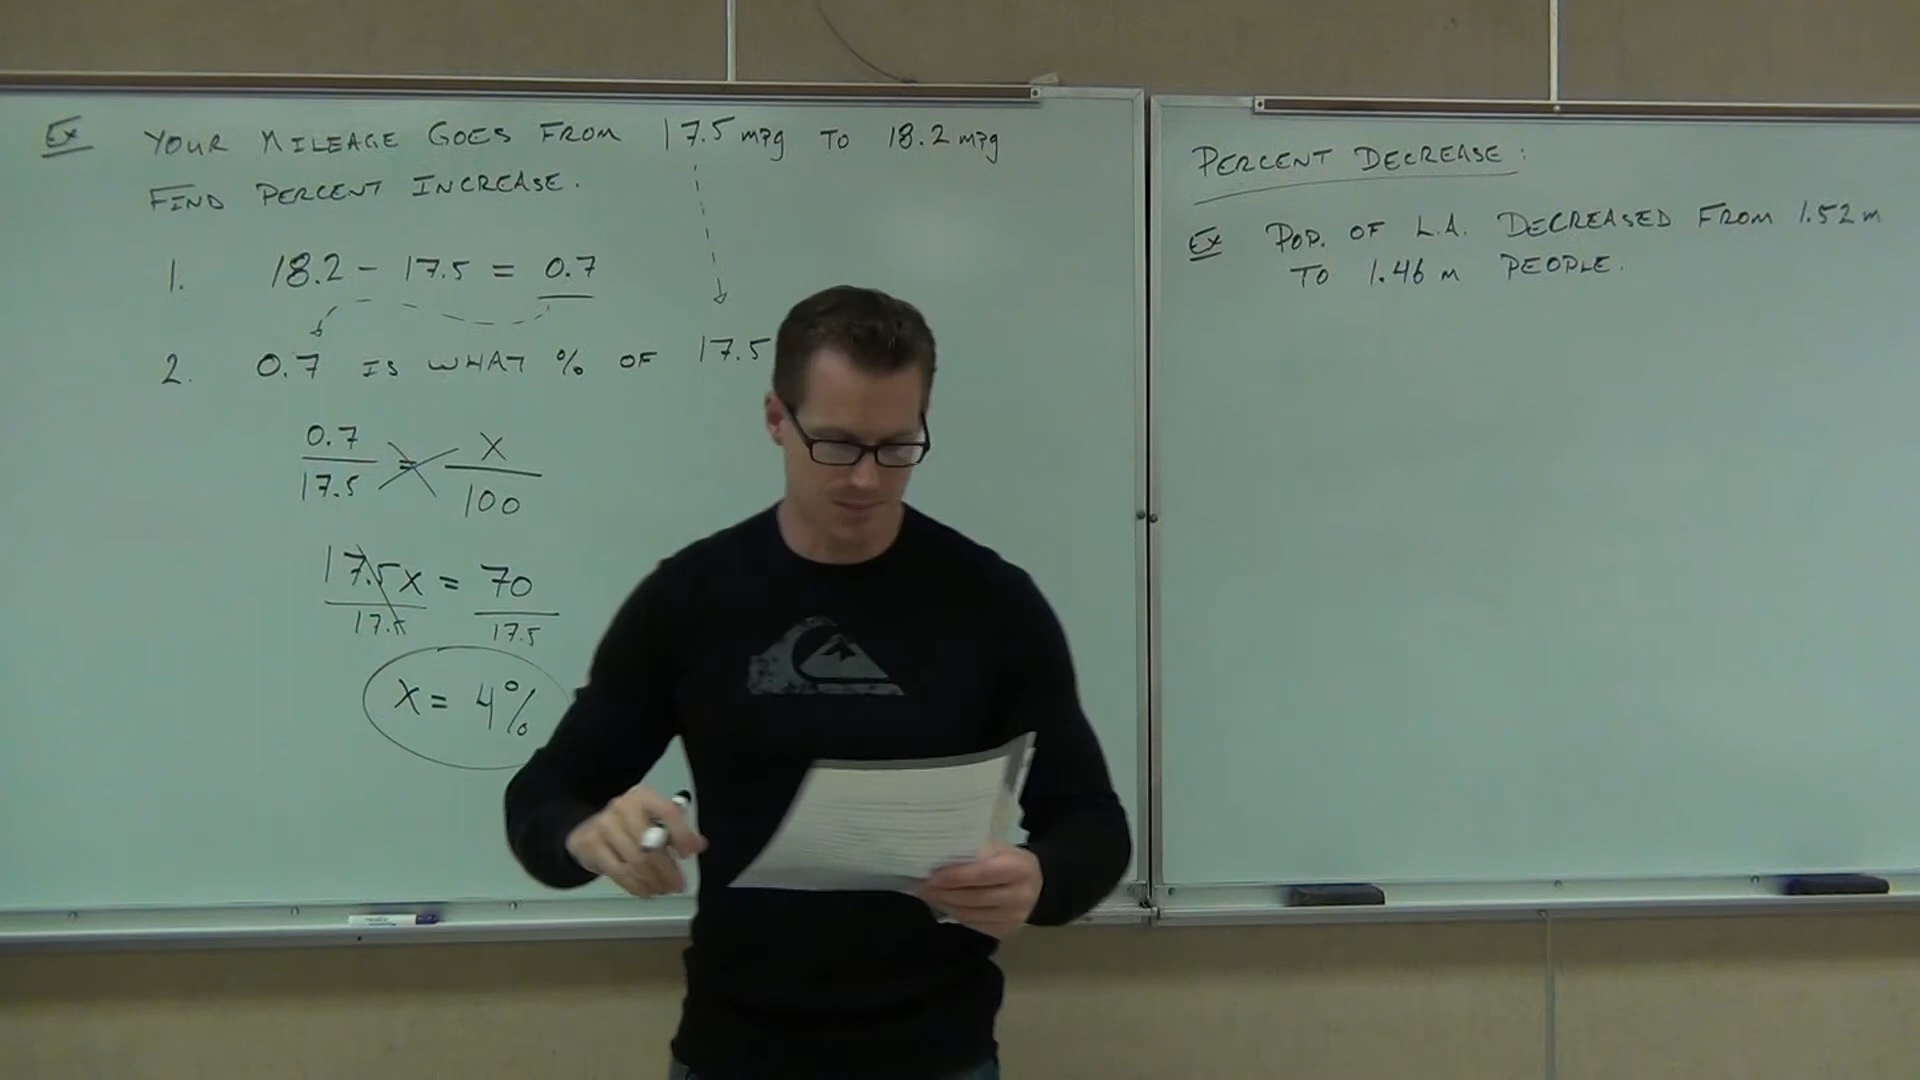 Ex YOUR MILEAGE GOES FROM 17.5 mpg TO 18.2 mpg
FIND PERCENT INCREASE.
1. 18.2 - 17.5 = 0.7
2. 0.7 IS WHAT % OF 17.5
0.7 / 17.5 = X / 100
17.5X / 17.5 = 70 / 17.5
X = 4%
PERCENT DECREASE:
Ex POP. OF L.A. DECREASED FROM 1.52 m
TO 1.46 m PEOPLE.